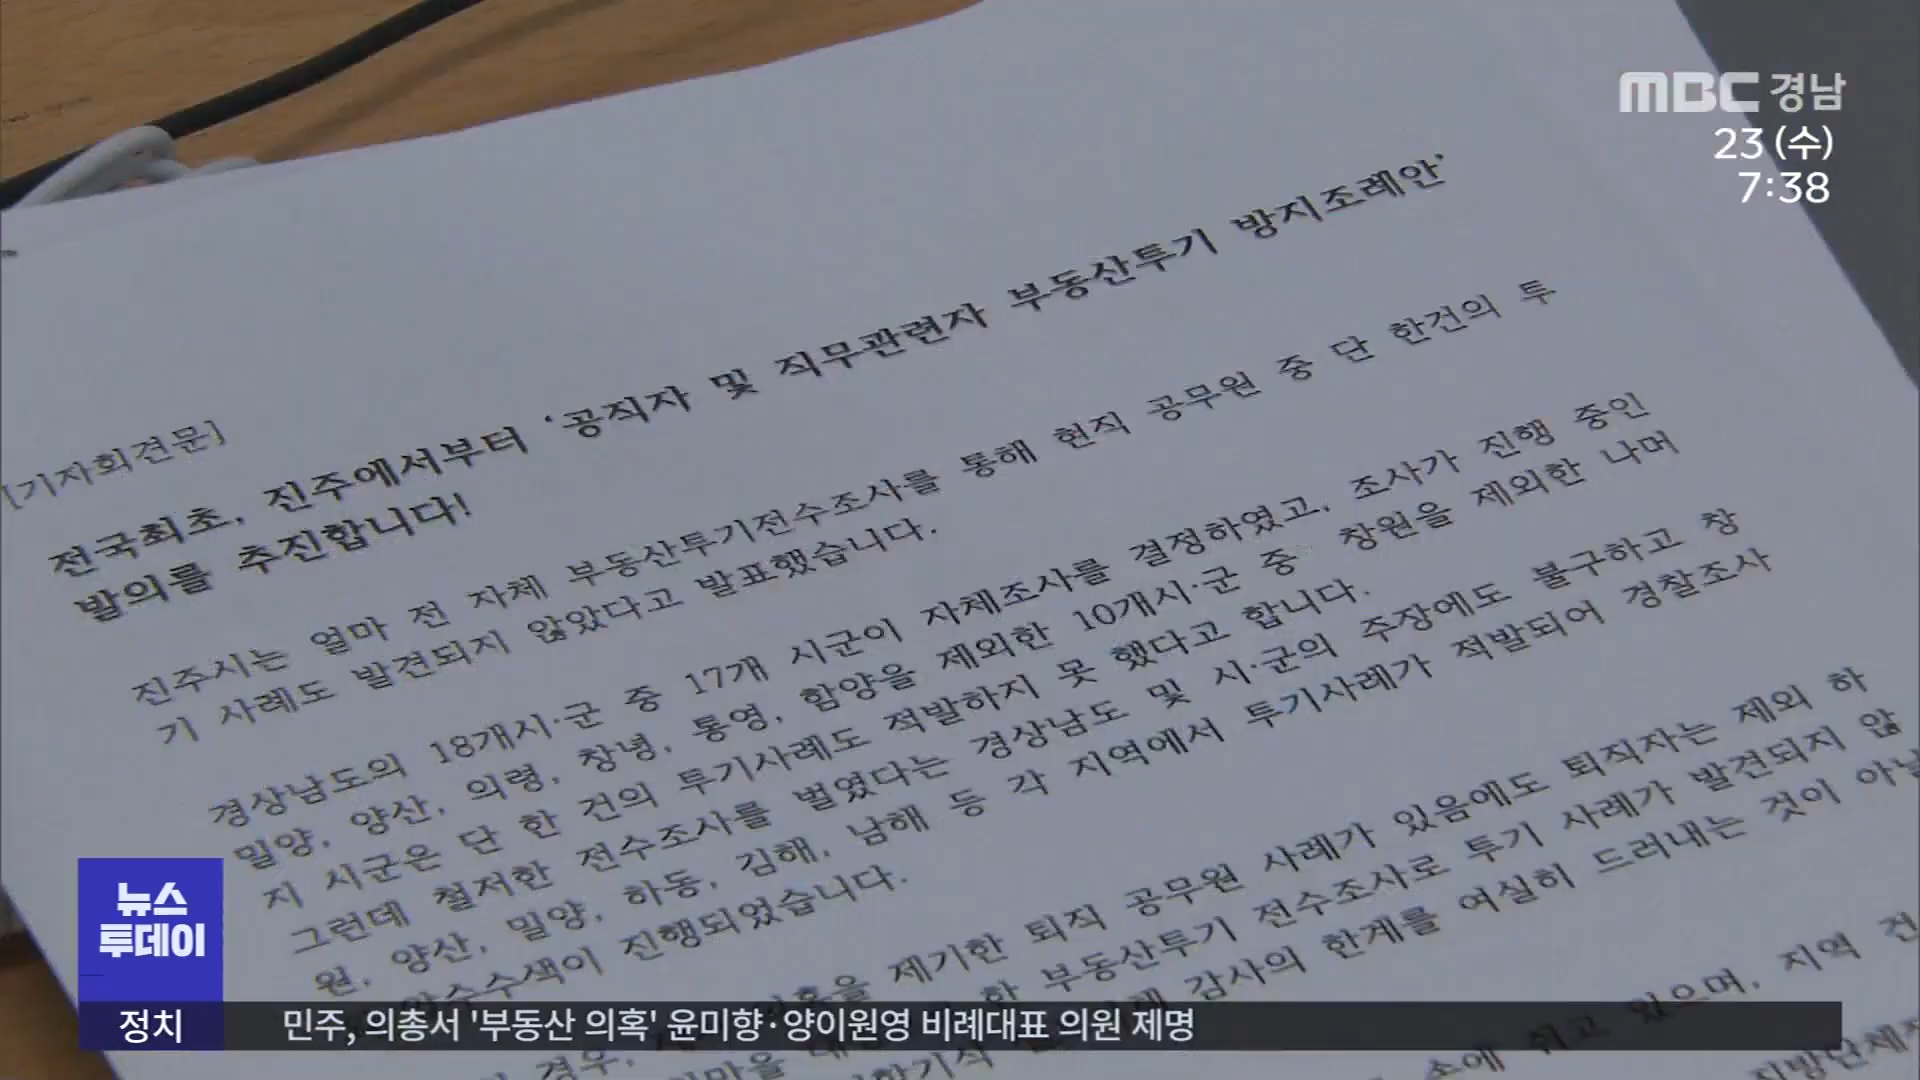 MBC 경남
23 (수)
7:38
[기자회견문]
전국최초, 진주에서부터 '공직자 및 직무관련자 부동산투기 방지조례안'
발의를 추진합니다!
진주시는 얼마 전 자체 부동산투기전수조사를 통해 현직 공무원 중 단 한건의 투
기 사례도 발견되지 않았다고 발표했습니다.
경상남도의 18개시·군 중 17개 시군이 자체조사를 결정하였고, 조사가 진행 중인
밀양, 양산, 의령, 창녕, 통영, 함양을 제외한 10개시·군 중 창원을 제외한 나머
지 시군은 단 한 건의 투기사례도 적발하지 못 했다고 합니다.
그런데 철저한 전수조사를 벌였다는 경상남도 및 시·군의 주장에도 불구하고 창
원, 양산, 밀양, 하동, 김해, 남해 등 각 지역에서 투기사례가 적발되어 경찰조사
압수수색이 진행되었습니다.
제기한 퇴직 공무원 사례가 있음에도 퇴직자는 제외 하
한 부동산투기 전수조사로 투기 사례가 발견되지 않
감사의 한계를 여실히 드러내는 것이 아닐
있으며, 지역 건
뉴스
투데이
정치
민주, 의총서 '부동산 의혹' 윤미향·양이원영 비례대표 의원 제명